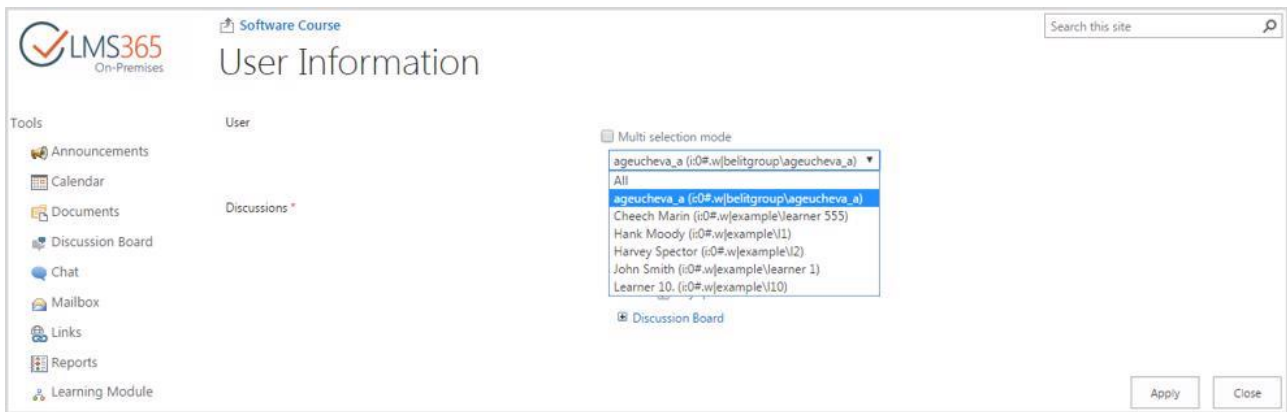 LMS365
On-Premises
Software Course
Search this site
User Information
Tools
Announcements
Calendar
Documents
Discussion Board
Chat
Mailbox
Links
Reports
Learning Module
User
Multi selection mode
ageucheva_a (i:0#.w|belitgroup\ageucheva_a)
All
ageucheva_a (i:0#.w|belitgroup\ageucheva_a)
Cheech Marin (i:0#.w|example\learner 555)
Hank Moody (i:0#.w|example\l1)
Harvey Spector (i:0#.w|example\l2)
John Smith (i:0#.w|example\learner 1)
Learner 10. (i:0#.w|example\l10)
Discussions *
Discussion Board
Apply
Close